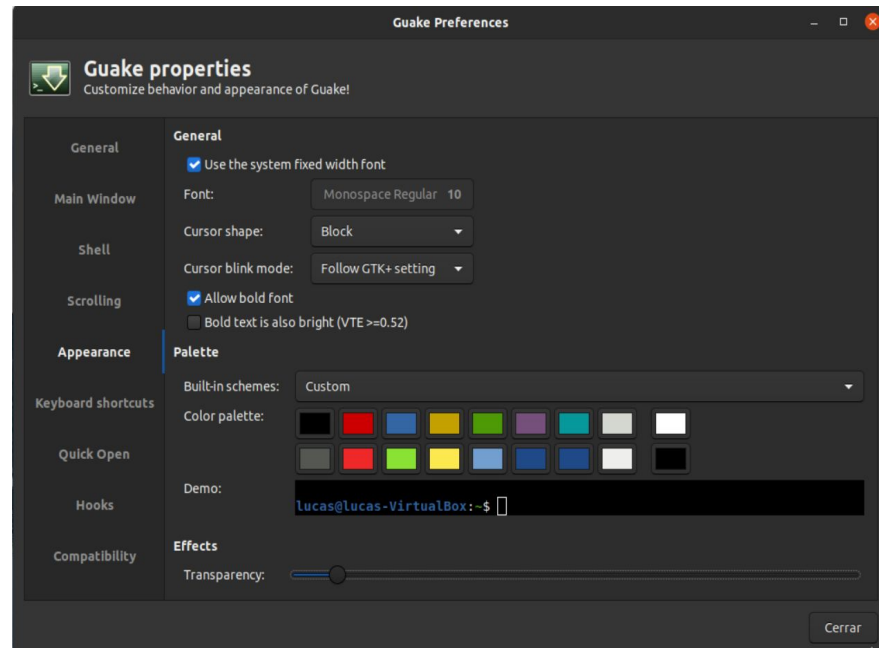 Guake Preferences
Guake properties
Customize behavior and appearance of Guake!
General
Main Window
Shell
Scrolling
Appearance
Keyboard shortcuts
Quick Open
Hooks
Compatibility
General
Use the system fixed width font
Font: Monospace Regular 10
Cursor shape: Block
Cursor blink mode: Follow GTK+ setting
Allow bold font
Bold text is also bright (VTE >=0.52)
Palette
Built-in schemes: Custom
Color palette:
Demo:
lucas@lucas-VirtualBox:~$
Effects
Transparency:
Cerrar
>_